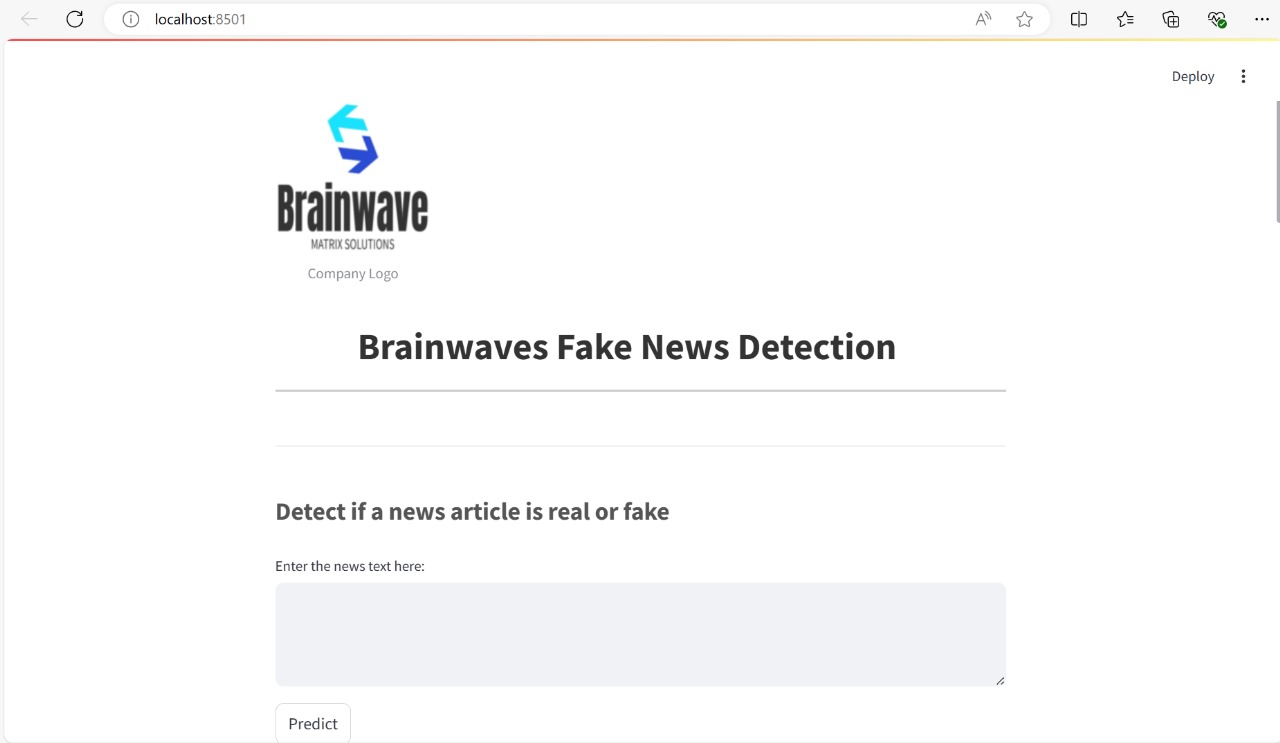 localhost:8501
Deploy
Brainwave
MATRIX SOLUTIONS
Company Logo
Brainwaves Fake News Detection
Detect if a news article is real or fake
Enter the news text here:
Predict